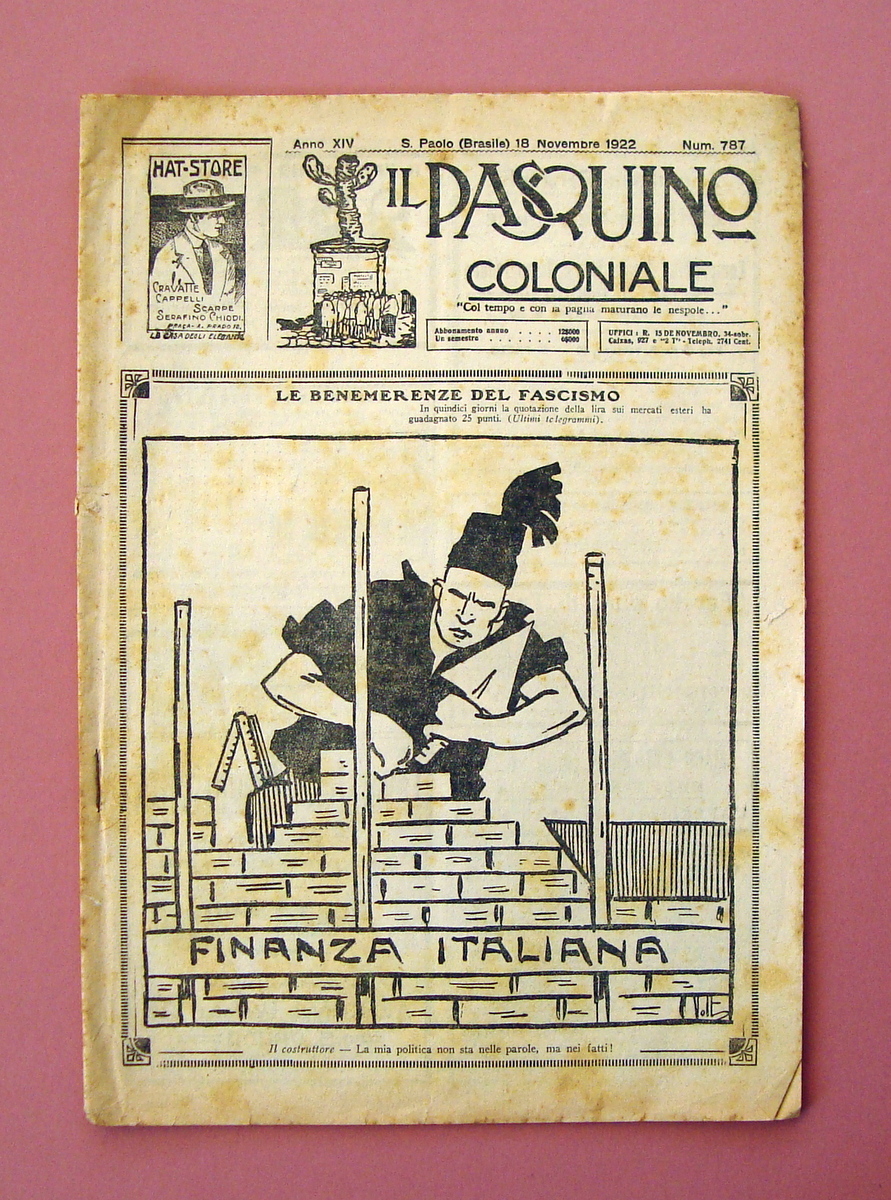 Anno XIV S. Paolo (Brasile) 18 Novembre 1922 Num. 787
HAT-STORE
CRAVATTE
CAPPELLI
SCARPE
SERAFINO CHIODI
PRAÇA A. PRADO 12.
LA CASA DEGLI ELEGANTI
IL PASQUINO
COLONIALE
"Col tempo e con la paglia maturano le nespole..."
Abbonamento annuo . . . . 12$000
Un semestre . . . . . . . 6$000
UFFICI: R. 15 DE NOVEMBRO, 34-sobr.
Caixas, 927 e "2 T" - Teleph. 2741 Cent.
LE BENEMERENZE DEL FASCISMO
In quindici giorni la quotazione della lira sui mercati esteri ha
guadagnato 25 punti. (Ultimi telegrammi).
FINANZA ITALIANA
Il costruttore — La mia politica non sta nelle parole, ma nei fatti!